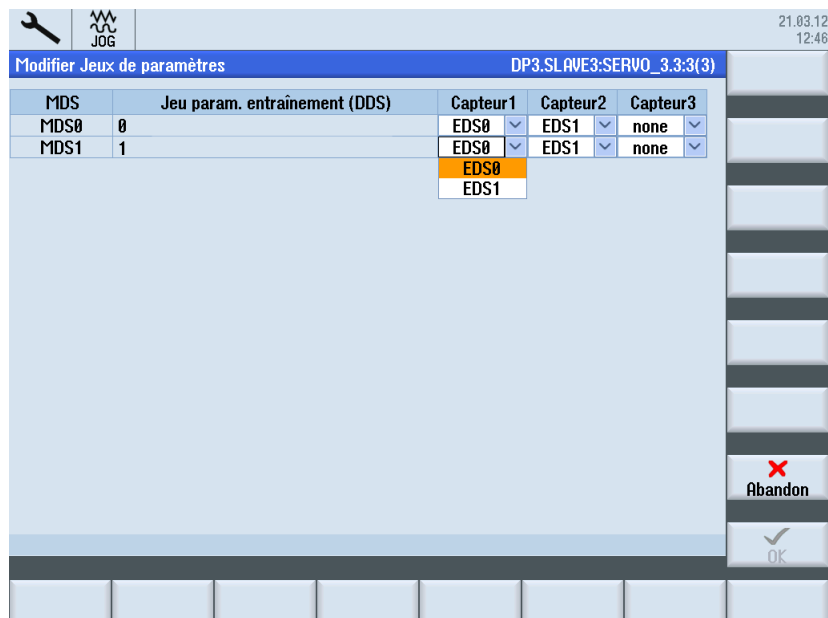 21.03.12
JOG
12:46
Modifier Jeux de paramètres DP3.SLAVE3:SERVO_3.3:3(3)
MDS Jeu param. entraînement (DDS) Capteur1 Capteur2 Capteur3
MDS0 0 EDS0 EDS1 none
MDS1 1 EDS0 EDS1 none
EDS0
EDS1
Abandon
OK